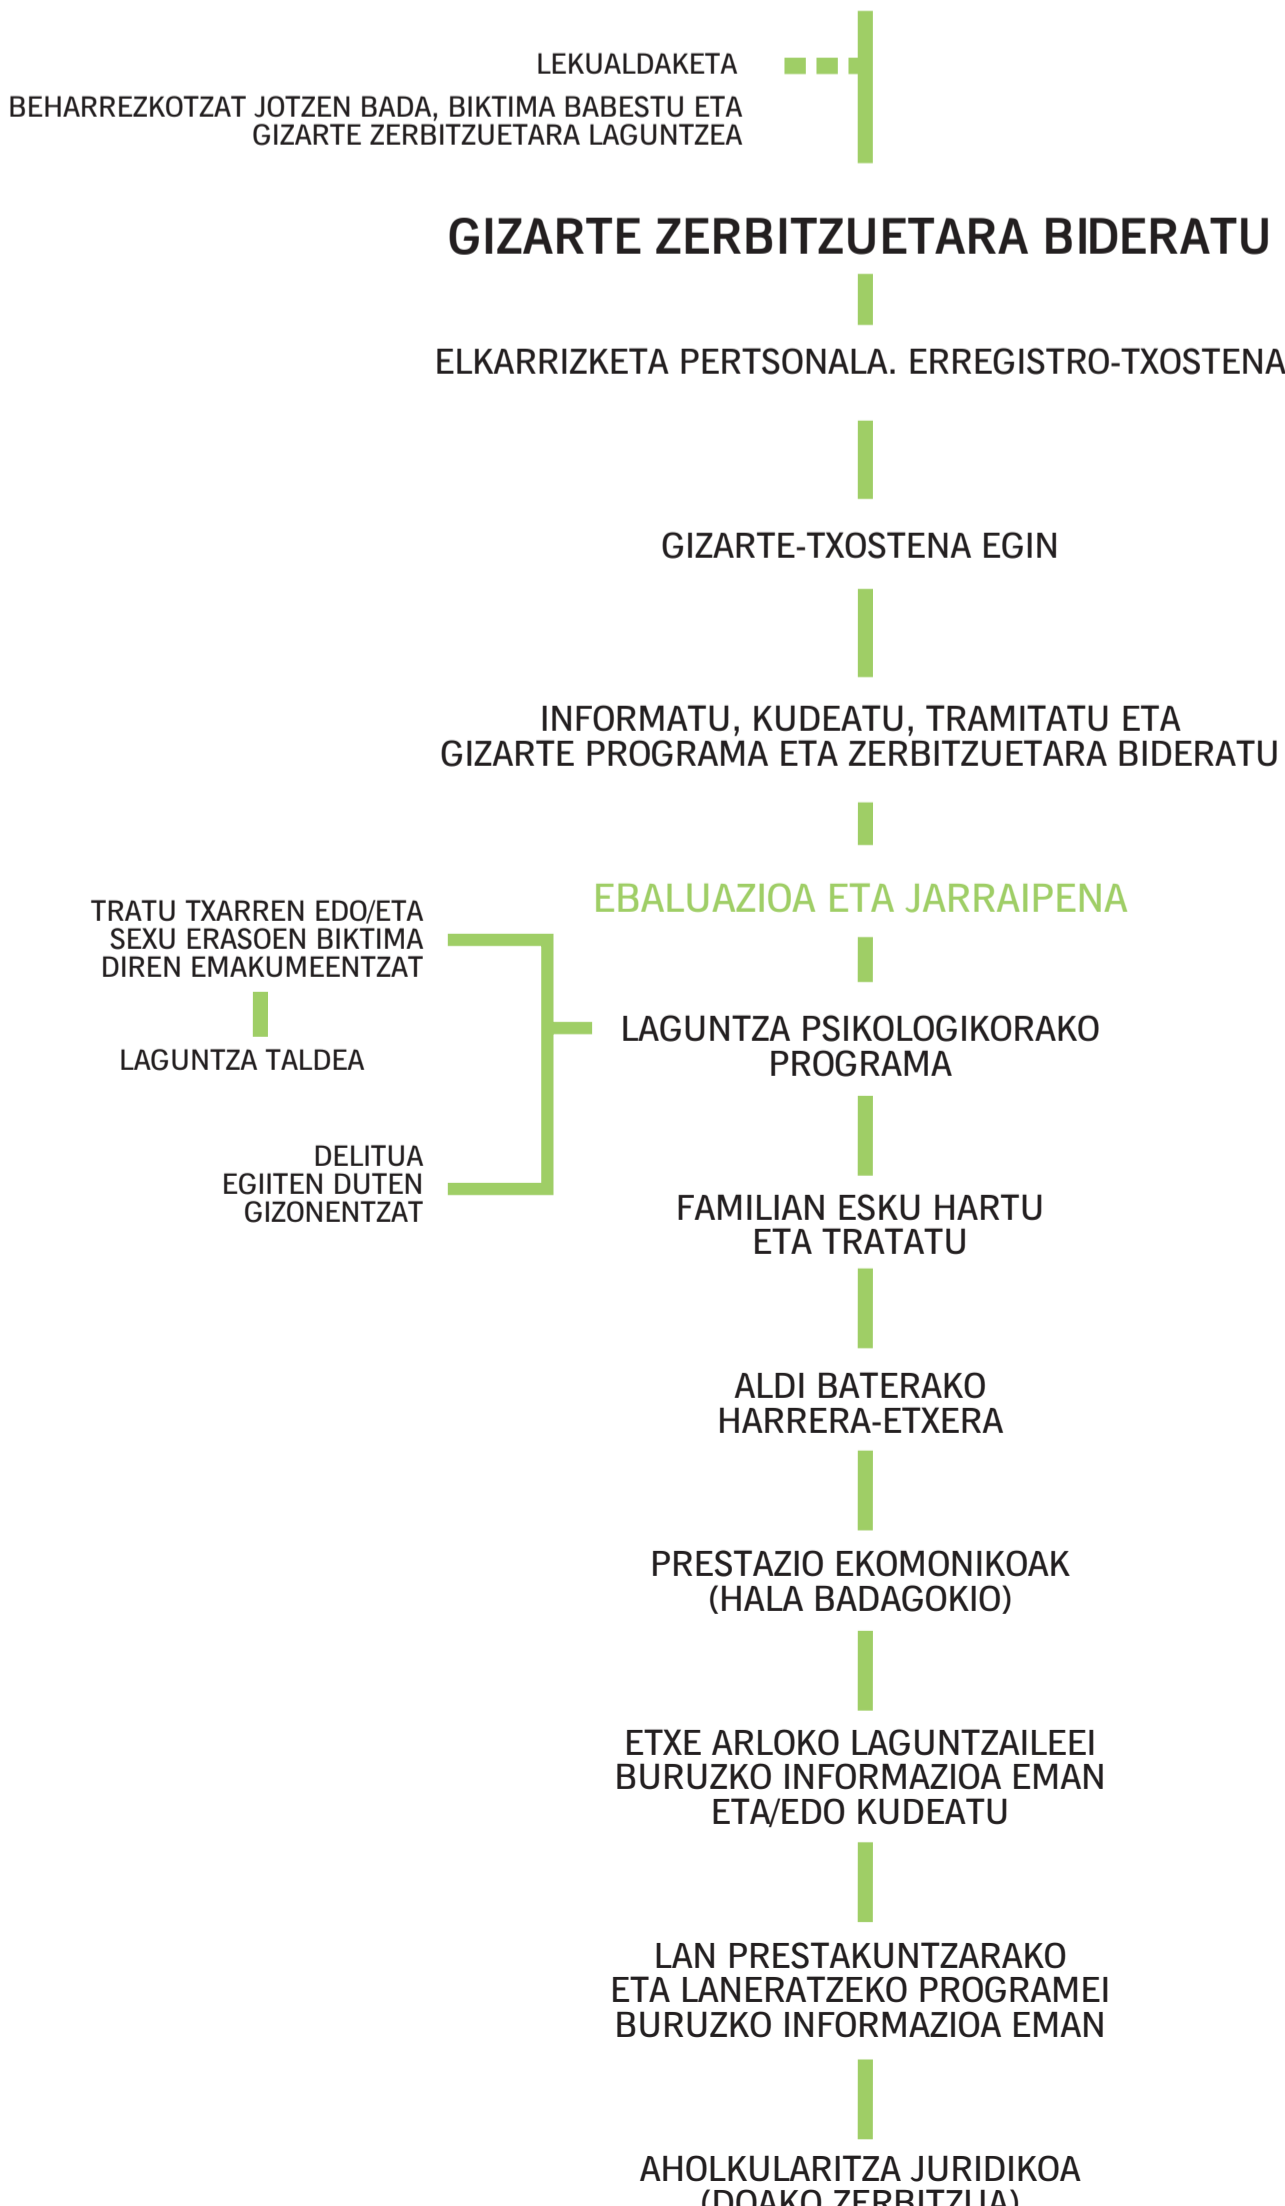 LEKUALDAKETA
BEHARREZKOTZAT JOTZEN BADA, BIKTIMA BABESTU ETA
GIZARTE ZERBITZUETARA LAGUNTZEA
GIZARTE ZERBITZUETARA BIDERATU
ELKARRIZKETA PERTSONALA. ERREGISTRO-TXOSTENA
GIZARTE-TXOSTENA EGIN
INFORMATU, KUDEATU, TRAMITATU ETA
GIZARTE PROGRAMA ETA ZERBITZUETARA BIDERATU
EBALUAZIOA ETA JARRAIPENA
TRATU TXARREN EDO/ETA
SEXU ERASOEN BIKTIMA
DIREN EMAKUMEENTZAT
LAGUNTZA TALDEA
LAGUNTZA PSIKOLOGIKORAKO
PROGRAMA
DELITUA
EGIITEN DUTEN
GIZONENTZAT
FAMILIAN ESKU HARTU
ETA TRATATU
ALDI BATERAKO
HARRERA-ETXERA
PRESTAZIO EKOMONIKOAK
(HALA BADAGOKIO)
ETXE ARLOKO LAGUNTZAILEEI
BURUZKO INFORMAZIOA EMAN
ETA/EDO KUDEATU
LAN PRESTAKUNTZARAKO
ETA LANERATZEKO PROGRAMEI
BURUZKO INFORMAZIOA EMAN
AHOLKULARITZA JURIDIKOA
(DOAKO ZERBITZUA)